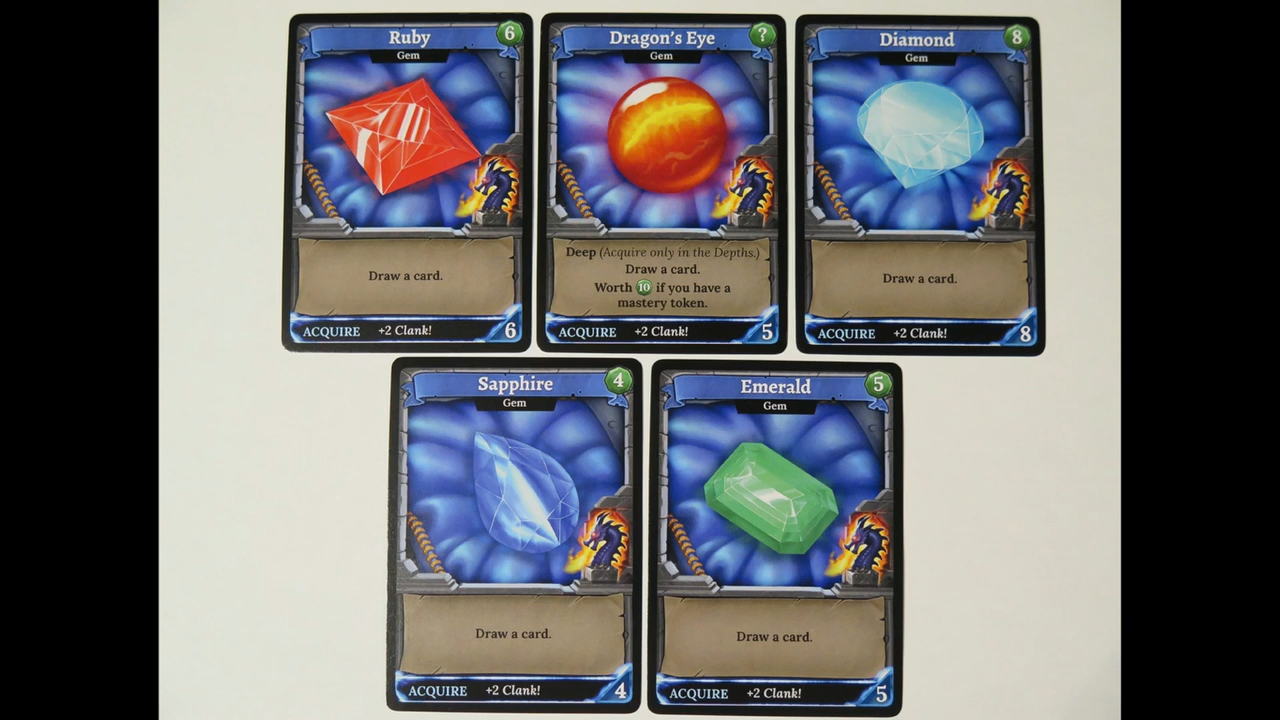 Ruby
6
Gem
Draw a card.
ACQUIRE +2 Clank! 6
Dragon's Eye
?
Gem
Deep (Acquire only in the Depths.)
Draw a card.
Worth 10 if you have a
mastery token.
ACQUIRE +2 Clank! 5
Diamond
8
Gem
Draw a card.
ACQUIRE +2 Clank! 8
Sapphire
4
Gem
Draw a card.
ACQUIRE +2 Clank! 4
Emerald
5
Gem
Draw a card.
ACQUIRE +2 Clank! 5